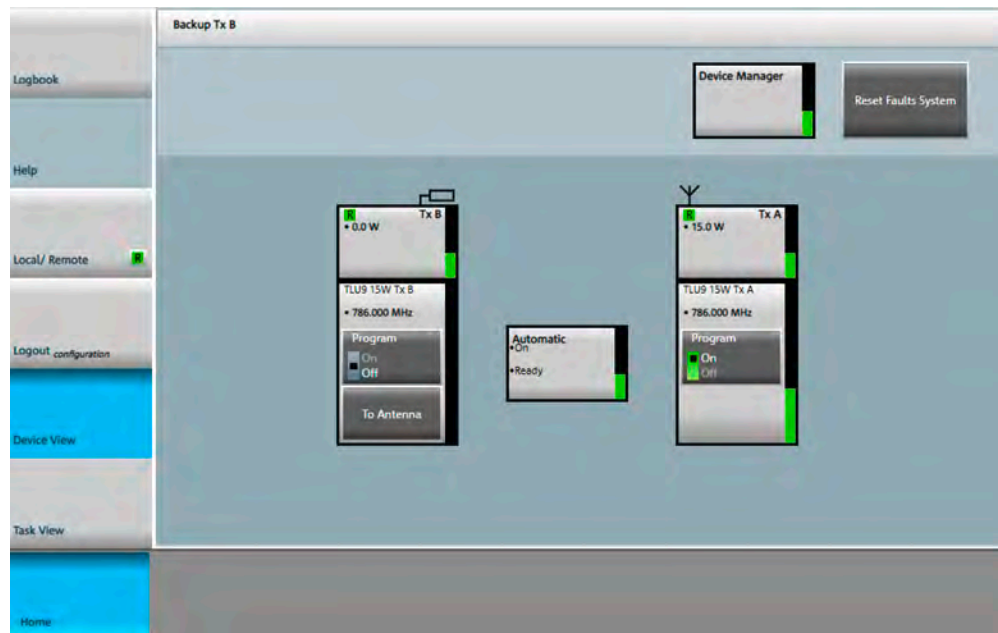 Backup Tx B
Logbook
Help
Local/ Remote R
Logout configuration
Device View
Task View
Home
Device Manager
Reset Faults System
R Tx B
• 0.0 W
TLU9 15W Tx B
• 786.000 MHz
Program
On
Off
To Antenna
Automatic
•On
•Ready
R Tx A
• 15.0 W
TLU9 15W Tx A
• 786.000 MHz
Program
On
Off